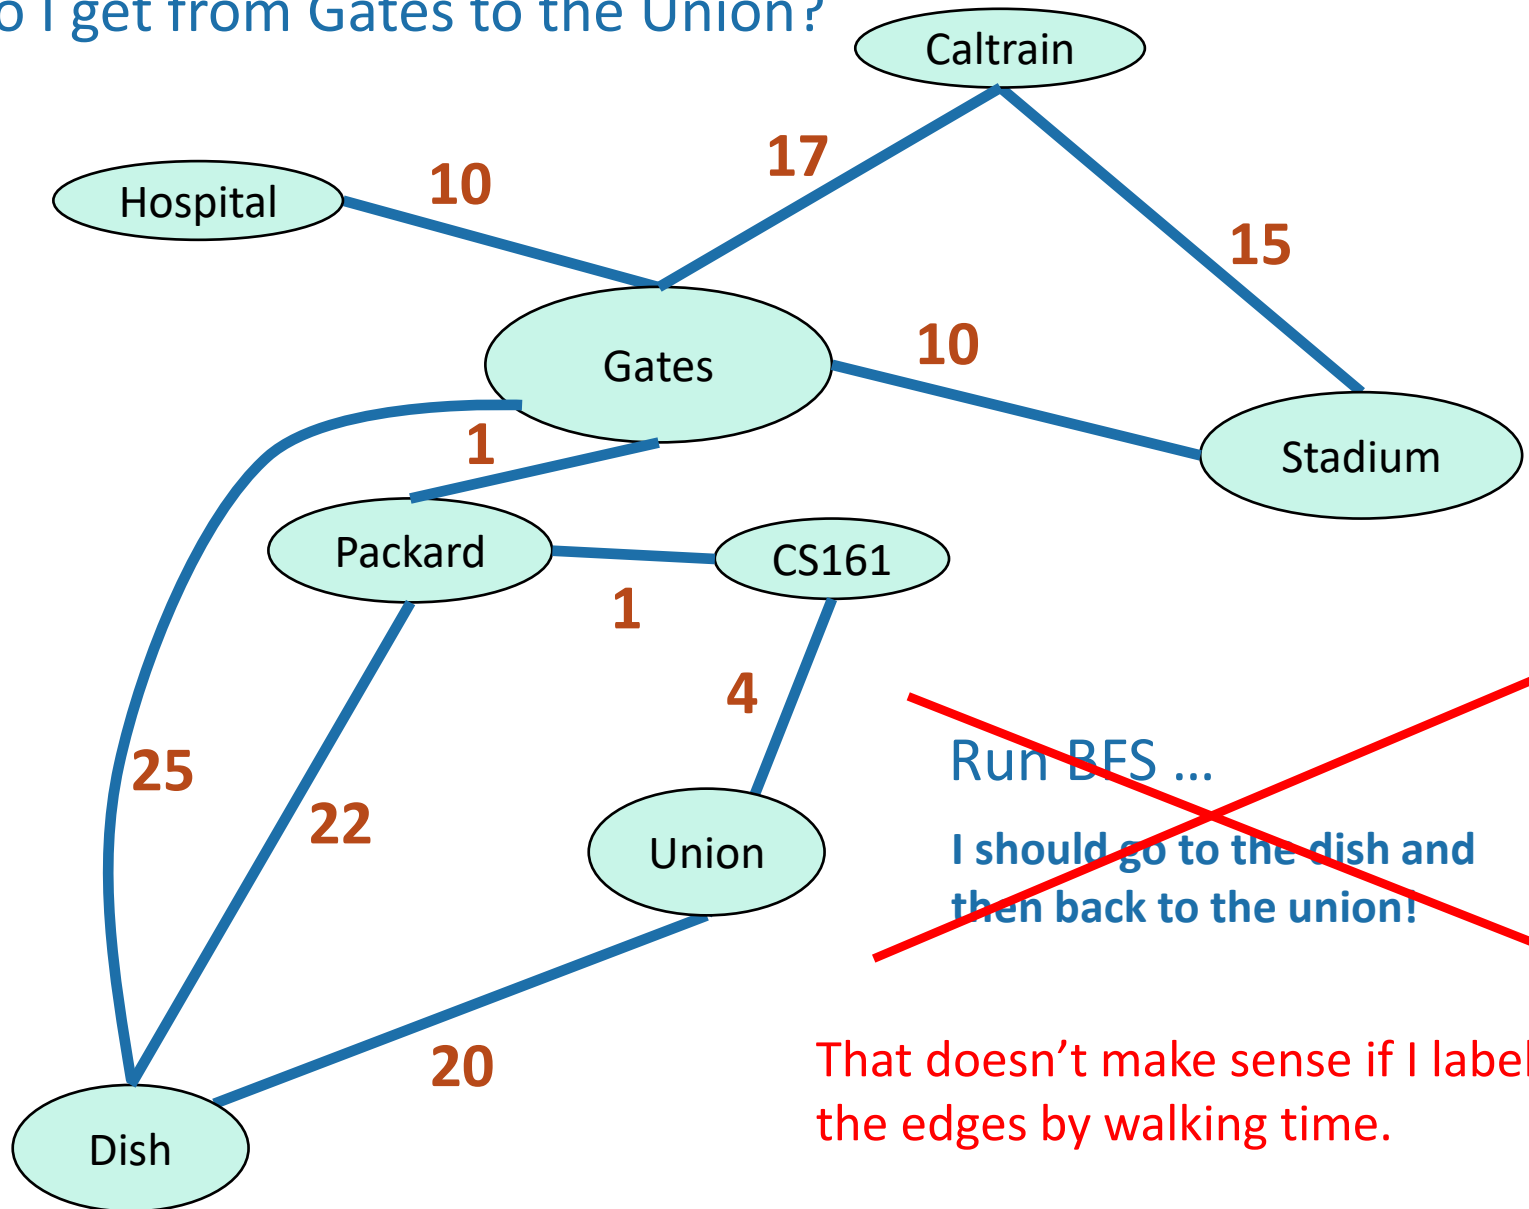 o I get from Gates to the Union?
Caltrain
17
10
Hospital
15
10
Gates
1
Stadium
Packard
CS161
1
4
25
Run BFS ...
22
Union
I should go to the dish and
then back to the union!
20
That doesn’t make sense if I label
the edges by walking time.
Dish